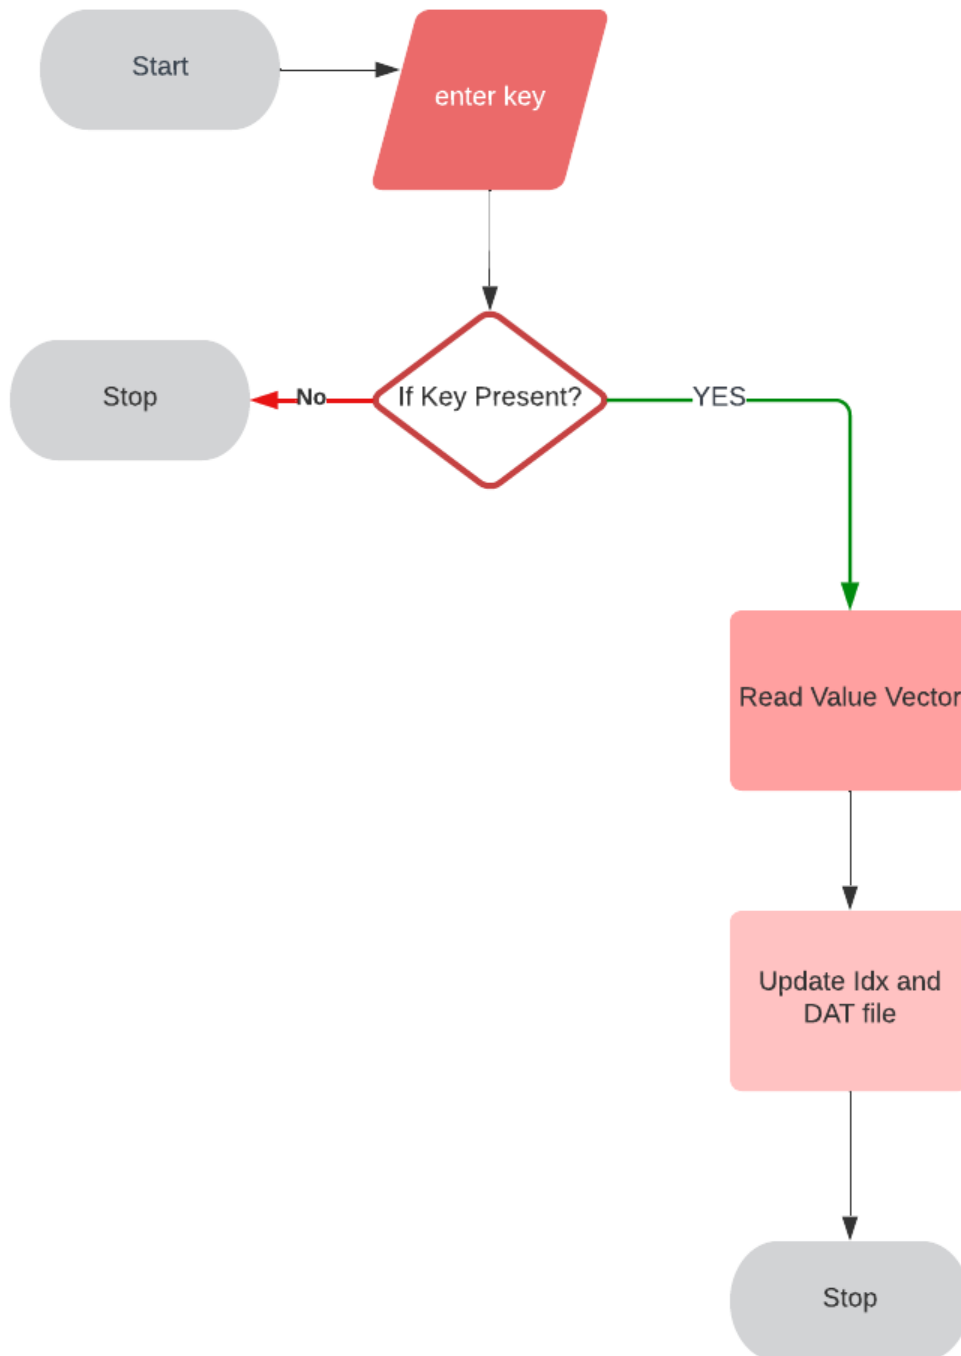 Start
enter key
If Key Present?
No
Stop
YES
Read Value Vector
Update Idx and
DAT file
Stop